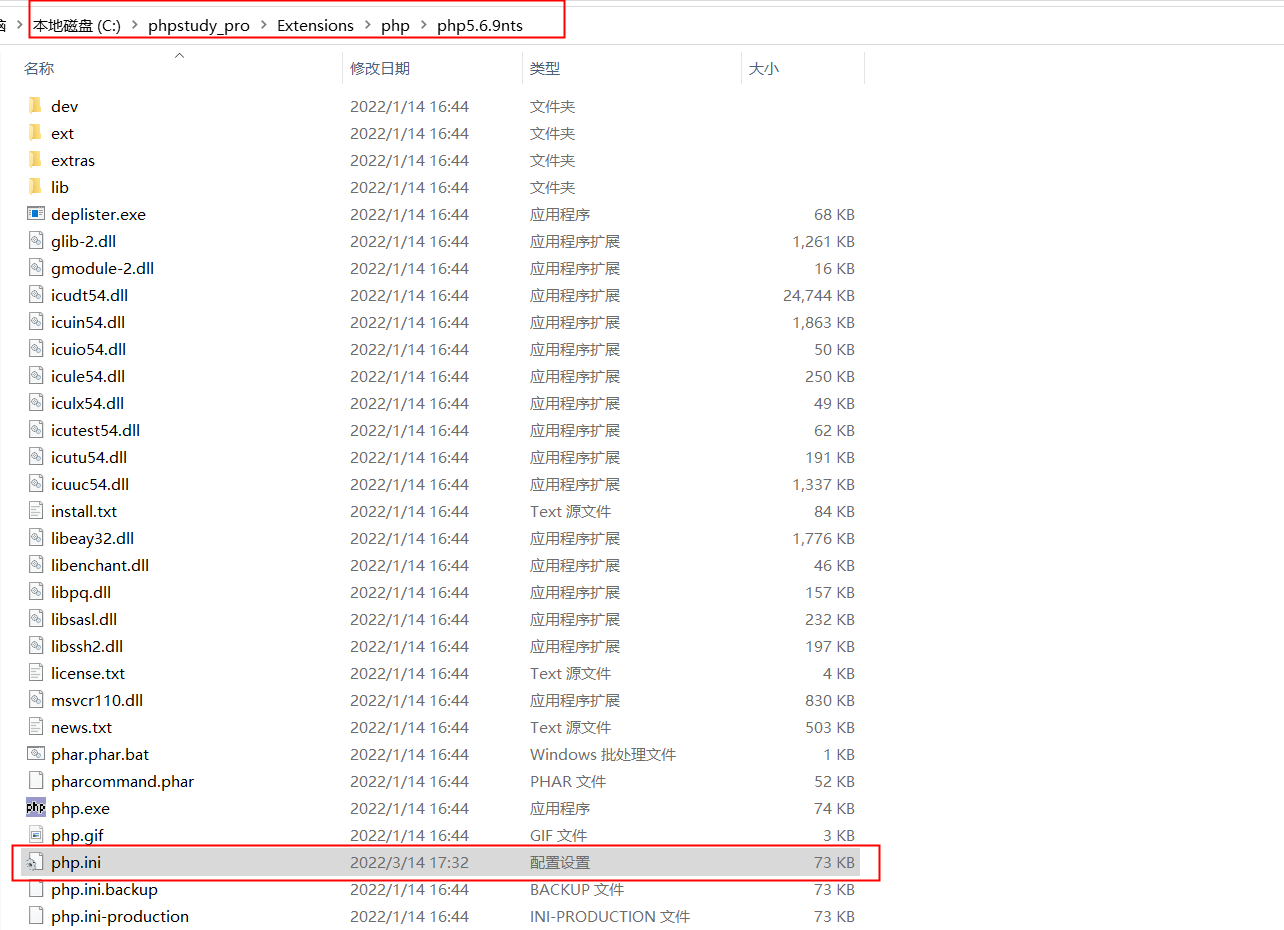 本地磁盘 (C:) > phpstudy_pro > Extensions > php > php5.6.9nts
名称 修改日期 类型 大小
dev 2022/1/14 16:44 文件夹
ext 2022/1/14 16:44 文件夹
extras 2022/1/14 16:44 文件夹
lib 2022/1/14 16:44 文件夹
deplister.exe 2022/1/14 16:44 应用程序 68 KB
glib-2.dll 2022/1/14 16:44 应用程序扩展 1,261 KB
gmodule-2.dll 2022/1/14 16:44 应用程序扩展 16 KB
icudt54.dll 2022/1/14 16:44 应用程序扩展 24,744 KB
icuin54.dll 2022/1/14 16:44 应用程序扩展 1,863 KB
icuio54.dll 2022/1/14 16:44 应用程序扩展 50 KB
icule54.dll 2022/1/14 16:44 应用程序扩展 250 KB
iculx54.dll 2022/1/14 16:44 应用程序扩展 49 KB
icutest54.dll 2022/1/14 16:44 应用程序扩展 62 KB
icutu54.dll 2022/1/14 16:44 应用程序扩展 191 KB
icuuc54.dll 2022/1/14 16:44 应用程序扩展 1,337 KB
install.txt 2022/1/14 16:44 Text 源文件 84 KB
libeay32.dll 2022/1/14 16:44 应用程序扩展 1,776 KB
libenchant.dll 2022/1/14 16:44 应用程序扩展 46 KB
libpq.dll 2022/1/14 16:44 应用程序扩展 157 KB
libsasl.dll 2022/1/14 16:44 应用程序扩展 232 KB
libssh2.dll 2022/1/14 16:44 应用程序扩展 197 KB
license.txt 2022/1/14 16:44 Text 源文件 4 KB
msvcr110.dll 2022/1/14 16:44 应用程序扩展 830 KB
news.txt 2022/1/14 16:44 Text 源文件 503 KB
phar.phar.bat 2022/1/14 16:44 Windows 批处理文件 1 KB
pharcommand.phar 2022/1/14 16:44 PHAR 文件 52 KB
php php.exe 2022/1/14 16:44 应用程序 74 KB
php.gif 2022/1/14 16:44 GIF 文件 3 KB
php.ini 2022/3/14 17:32 配置设置 73 KB
php.ini.backup 2022/1/14 16:44 BACKUP 文件 73 KB
php.ini-production 2022/1/14 16:44 INI-PRODUCTION 文件 73 KB